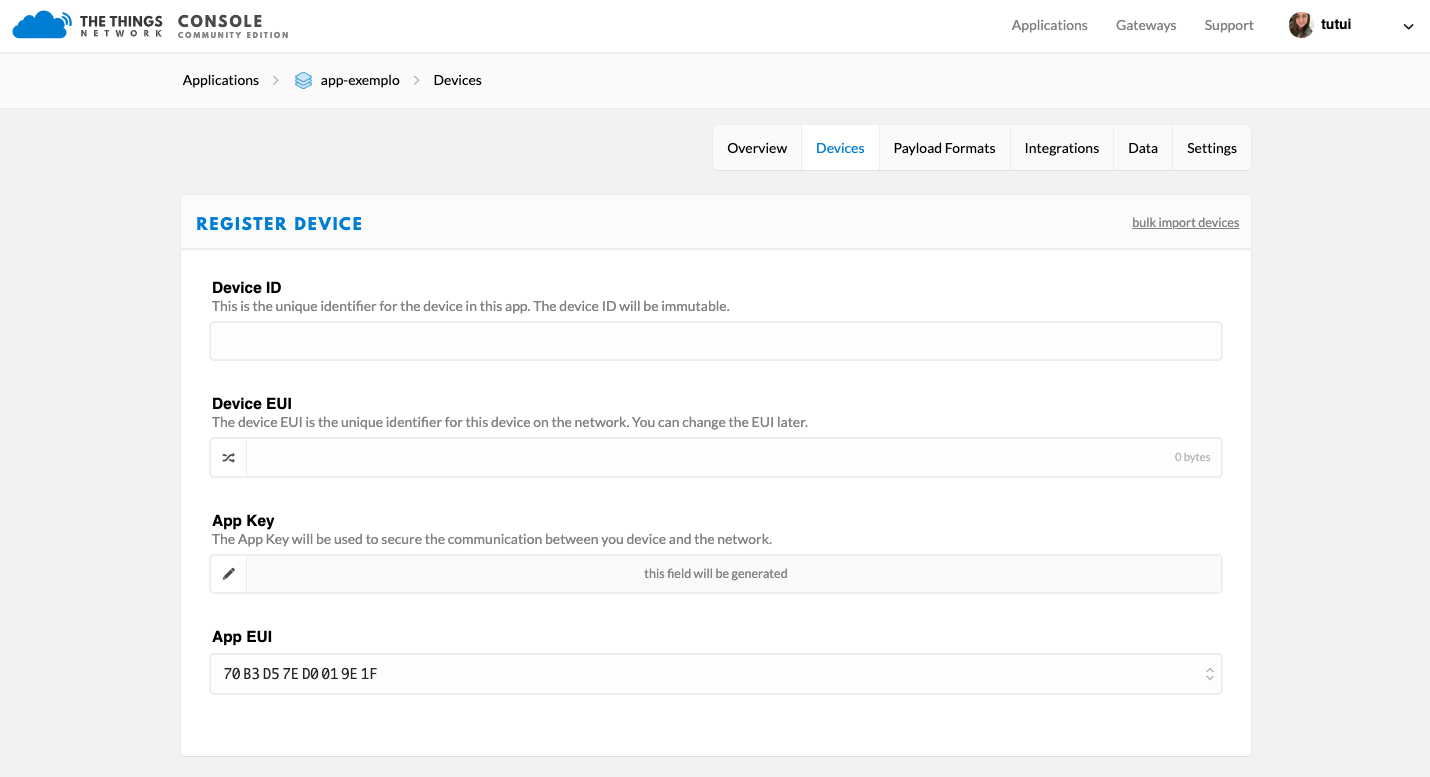 THE THINGS
NETWORK
CONSOLE
COMMUNITY EDITION
Applications Gateways Support tutui
Applications app-exemplo Devices
Overview Devices Payload Formats Integrations Data Settings
REGISTER DEVICE
bulk import devices
Device ID
This is the unique identifier for the device in this app. The device ID will be immutable.
Device EUI
The device EUI is the unique identifier for this device on the network. You can change the EUI later.
0 bytes
App Key
The App Key will be used to secure the communication between you device and the network.
this field will be generated
App EUI
70 B3 D5 7E D0 01 9E 1F